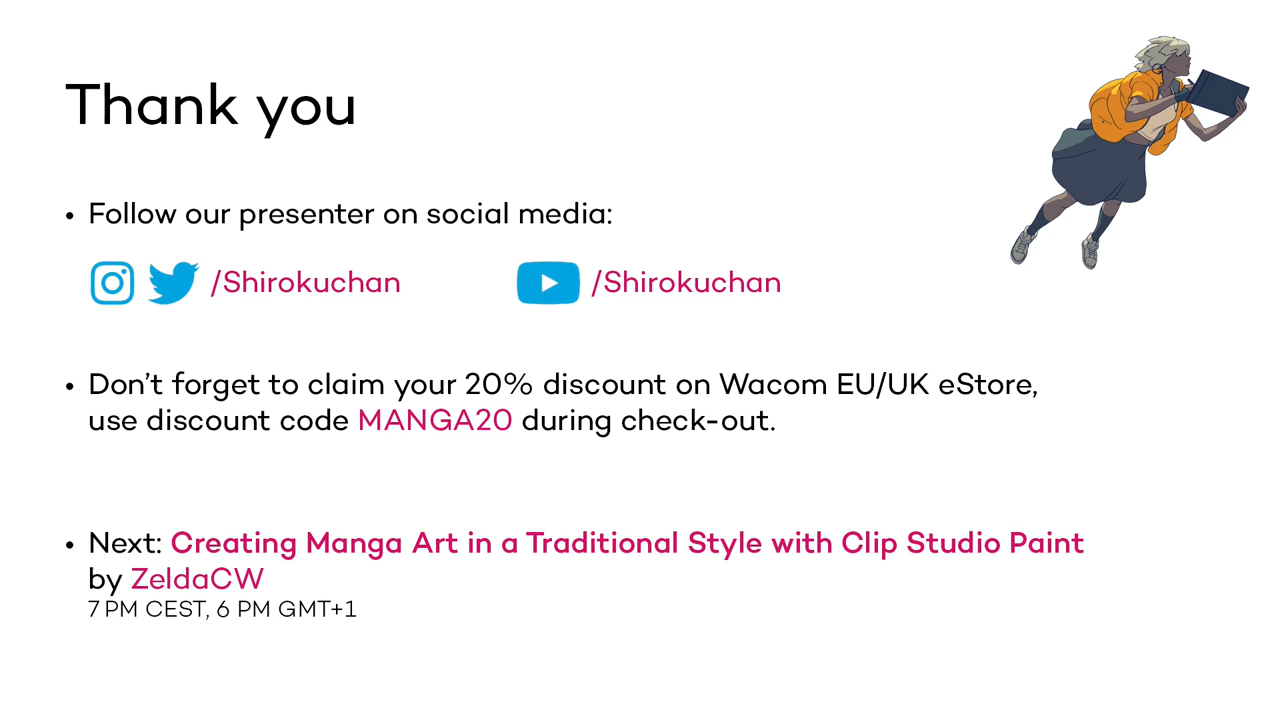 Thank you
• Follow our presenter on social media:
/Shirokuchan /Shirokuchan
• Don’t forget to claim your 20% discount on Wacom EU/UK eStore,
use discount code MANGA20 during check-out.
• Next: Creating Manga Art in a Traditional Style with Clip Studio Paint
by ZeldaCW
7 PM CEST, 6 PM GMT+1